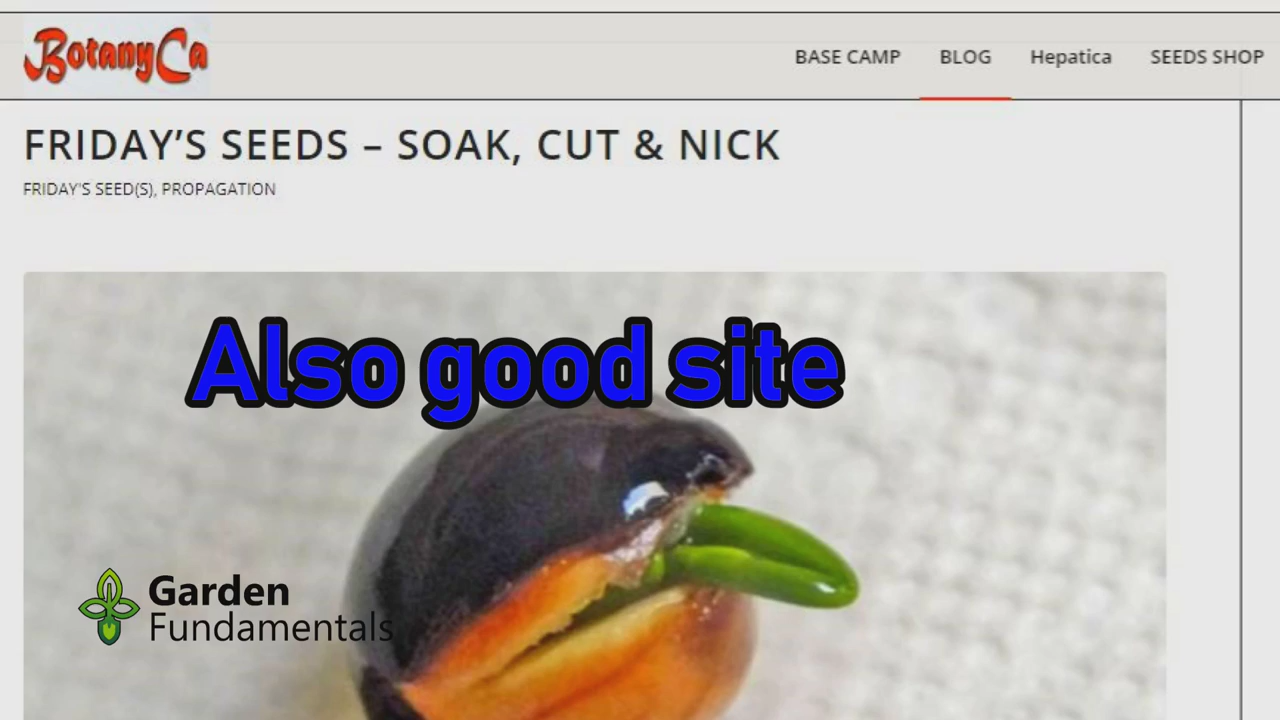 BotanyCa
BASE CAMP BLOG Hepatica SEEDS SHOP
FRIDAY’S SEEDS – SOAK, CUT & NICK
FRIDAY'S SEED(S), PROPAGATION
Also good site
Garden
Fundamentals